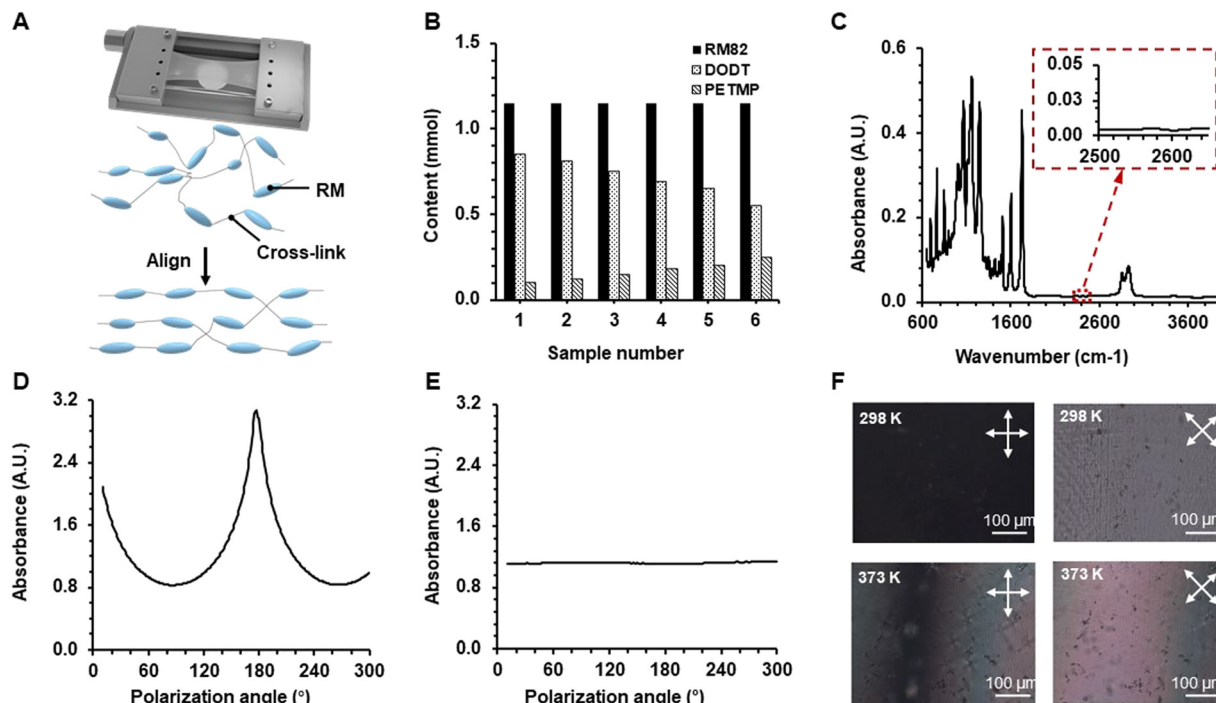 A
RM
Cross-link
Align
B
1.5
1.0
0.5
0.0
Content (mmol)
RM82
DODT
PETMP
1 2 3 4 5 6
Sample number
C
0.6
0.4
0.2
0.0
Absorbance (A.U.)
0.05
0.03
0.00
2500 2600
600 1600 2600 3600
Wavenumber (cm-1)
D
3.2
2.4
1.6
0.8
0.0
Absorbance (A.U.)
0 60 120 180 240 300
Polarization angle (°)
E
3.2
2.4
1.6
0.8
0.0
Absorbance (A.U.)
0 60 120 180 240 300
Polarization angle (°)
F
298 K
100 µm
298 K
100 µm
373 K
100 µm
373 K
100 µm